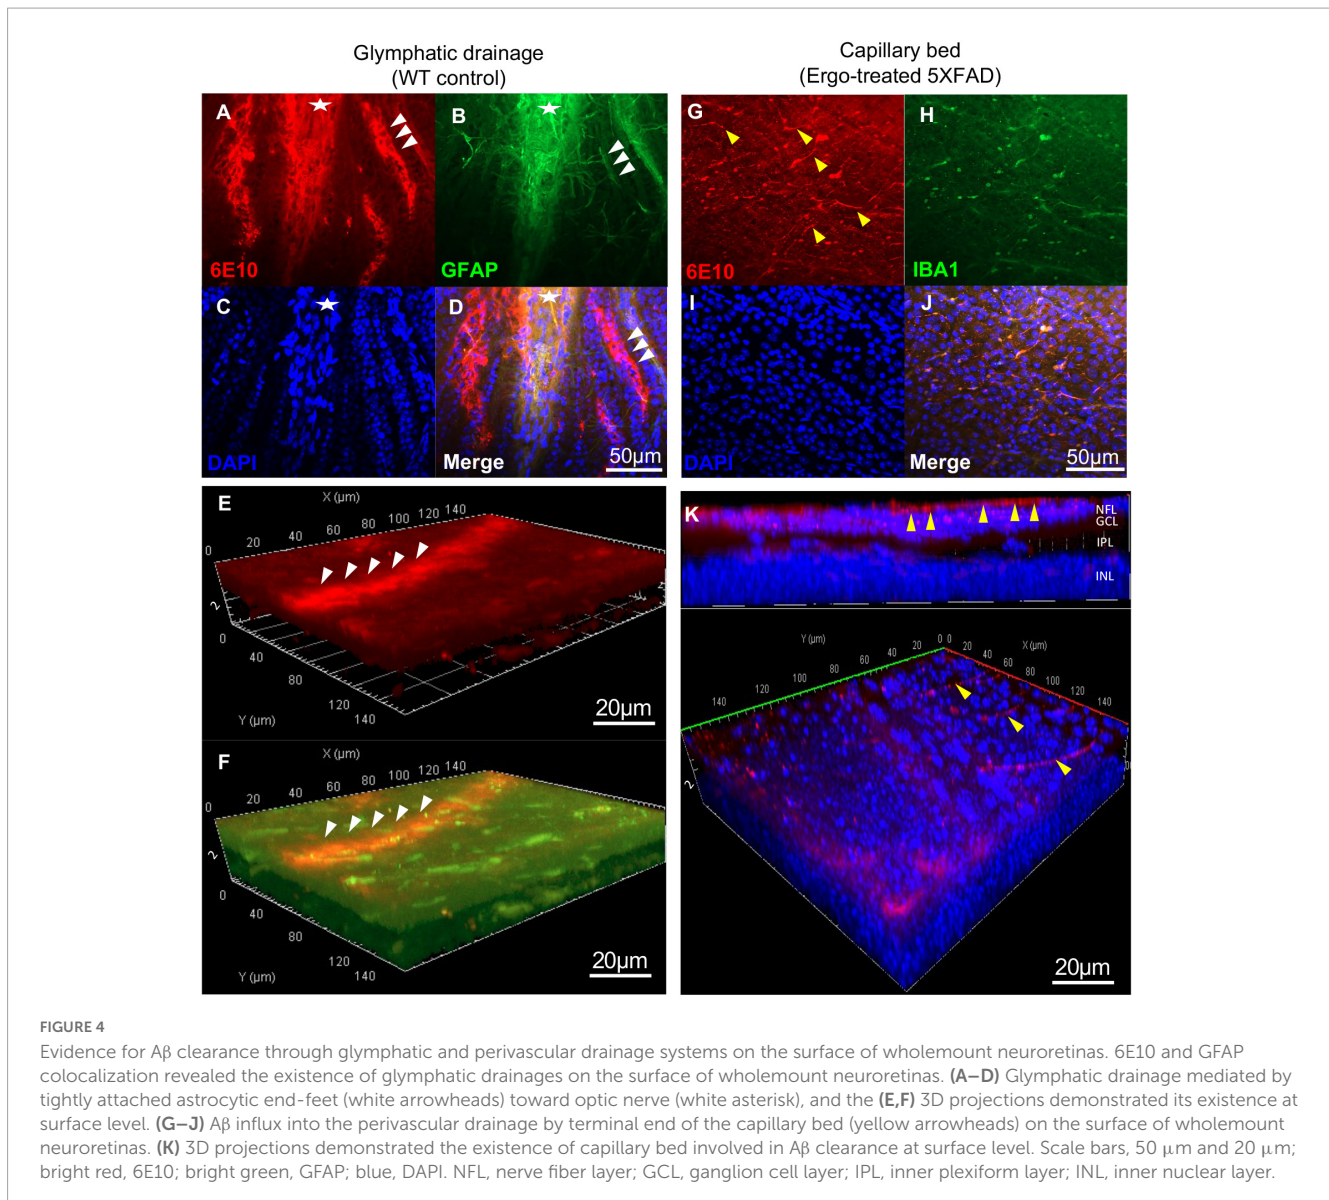 Glymphatic drainage
(WT control)
Capillary bed
(Ergo-treated 5XFAD)
A
B
6E10
GFAP
C
D
DAPI
Merge
50µm
G
H
6E10
IBA1
I
J
DAPI
Merge
50µm
E
X (µm)
0 20 40 60 80 100 120 140
2
0 40 80 120 140
Y (µm)
20µm
F
X (µm)
0 20 40 60 80 100 120 140
2
0 40 80 120 140
Y (µm)
20µm
K
NFL
GCL
IPL
INL
Y (µm)
140 120 100 80 60 40 20 0
X (µm)
0 20 40 60 80 100 120 140
2
20µm
FIGURE 4
Evidence for Aβ clearance through glymphatic and perivascular drainage systems on the surface of wholemount neuroretinas. 6E10 and GFAP
colocalization revealed the existence of glymphatic drainages on the surface of wholemount neuroretinas. (A–D) Glymphatic drainage mediated by
tightly attached astrocytic end-feet (white arrowheads) toward optic nerve (white asterisk), and the (E,F) 3D projections demonstrated its existence at
surface level. (G–J) Aβ influx into the perivascular drainage by terminal end of the capillary bed (yellow arrowheads) on the surface of wholemount
neuroretinas. (K) 3D projections demonstrated the existence of capillary bed involved in Aβ clearance at surface level. Scale bars, 50 µm and 20 µm;
bright red, 6E10; bright green, GFAP; blue, DAPI. NFL, nerve fiber layer; GCL, ganglion cell layer; IPL, inner plexiform layer; INL, inner nuclear layer.